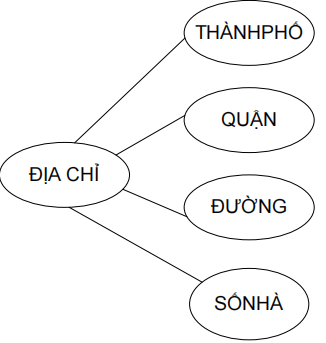 THÀNHPHỐ
QUẬN
ĐỊA CHỈ
ĐƯỜNG
SỐNHÀ